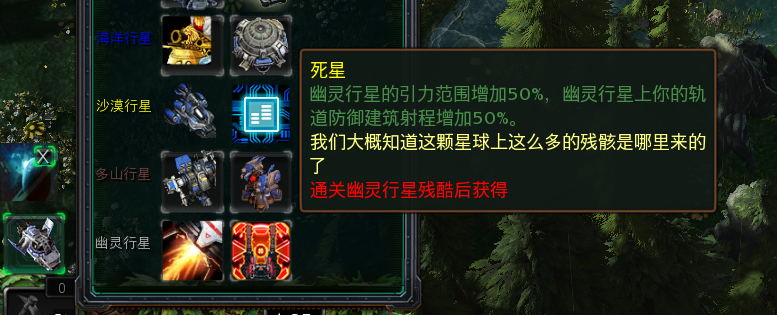 海洋行星
死星
幽灵行星的引力范围增加50%，幽灵行星上你的轨
道防御建筑射程增加50%。
沙漠行星
我们大概知道这颗星球上这么多的残骸是哪里来的
了
X
多山行星
通关幽灵行星残酷后获得
幽灵行星
0